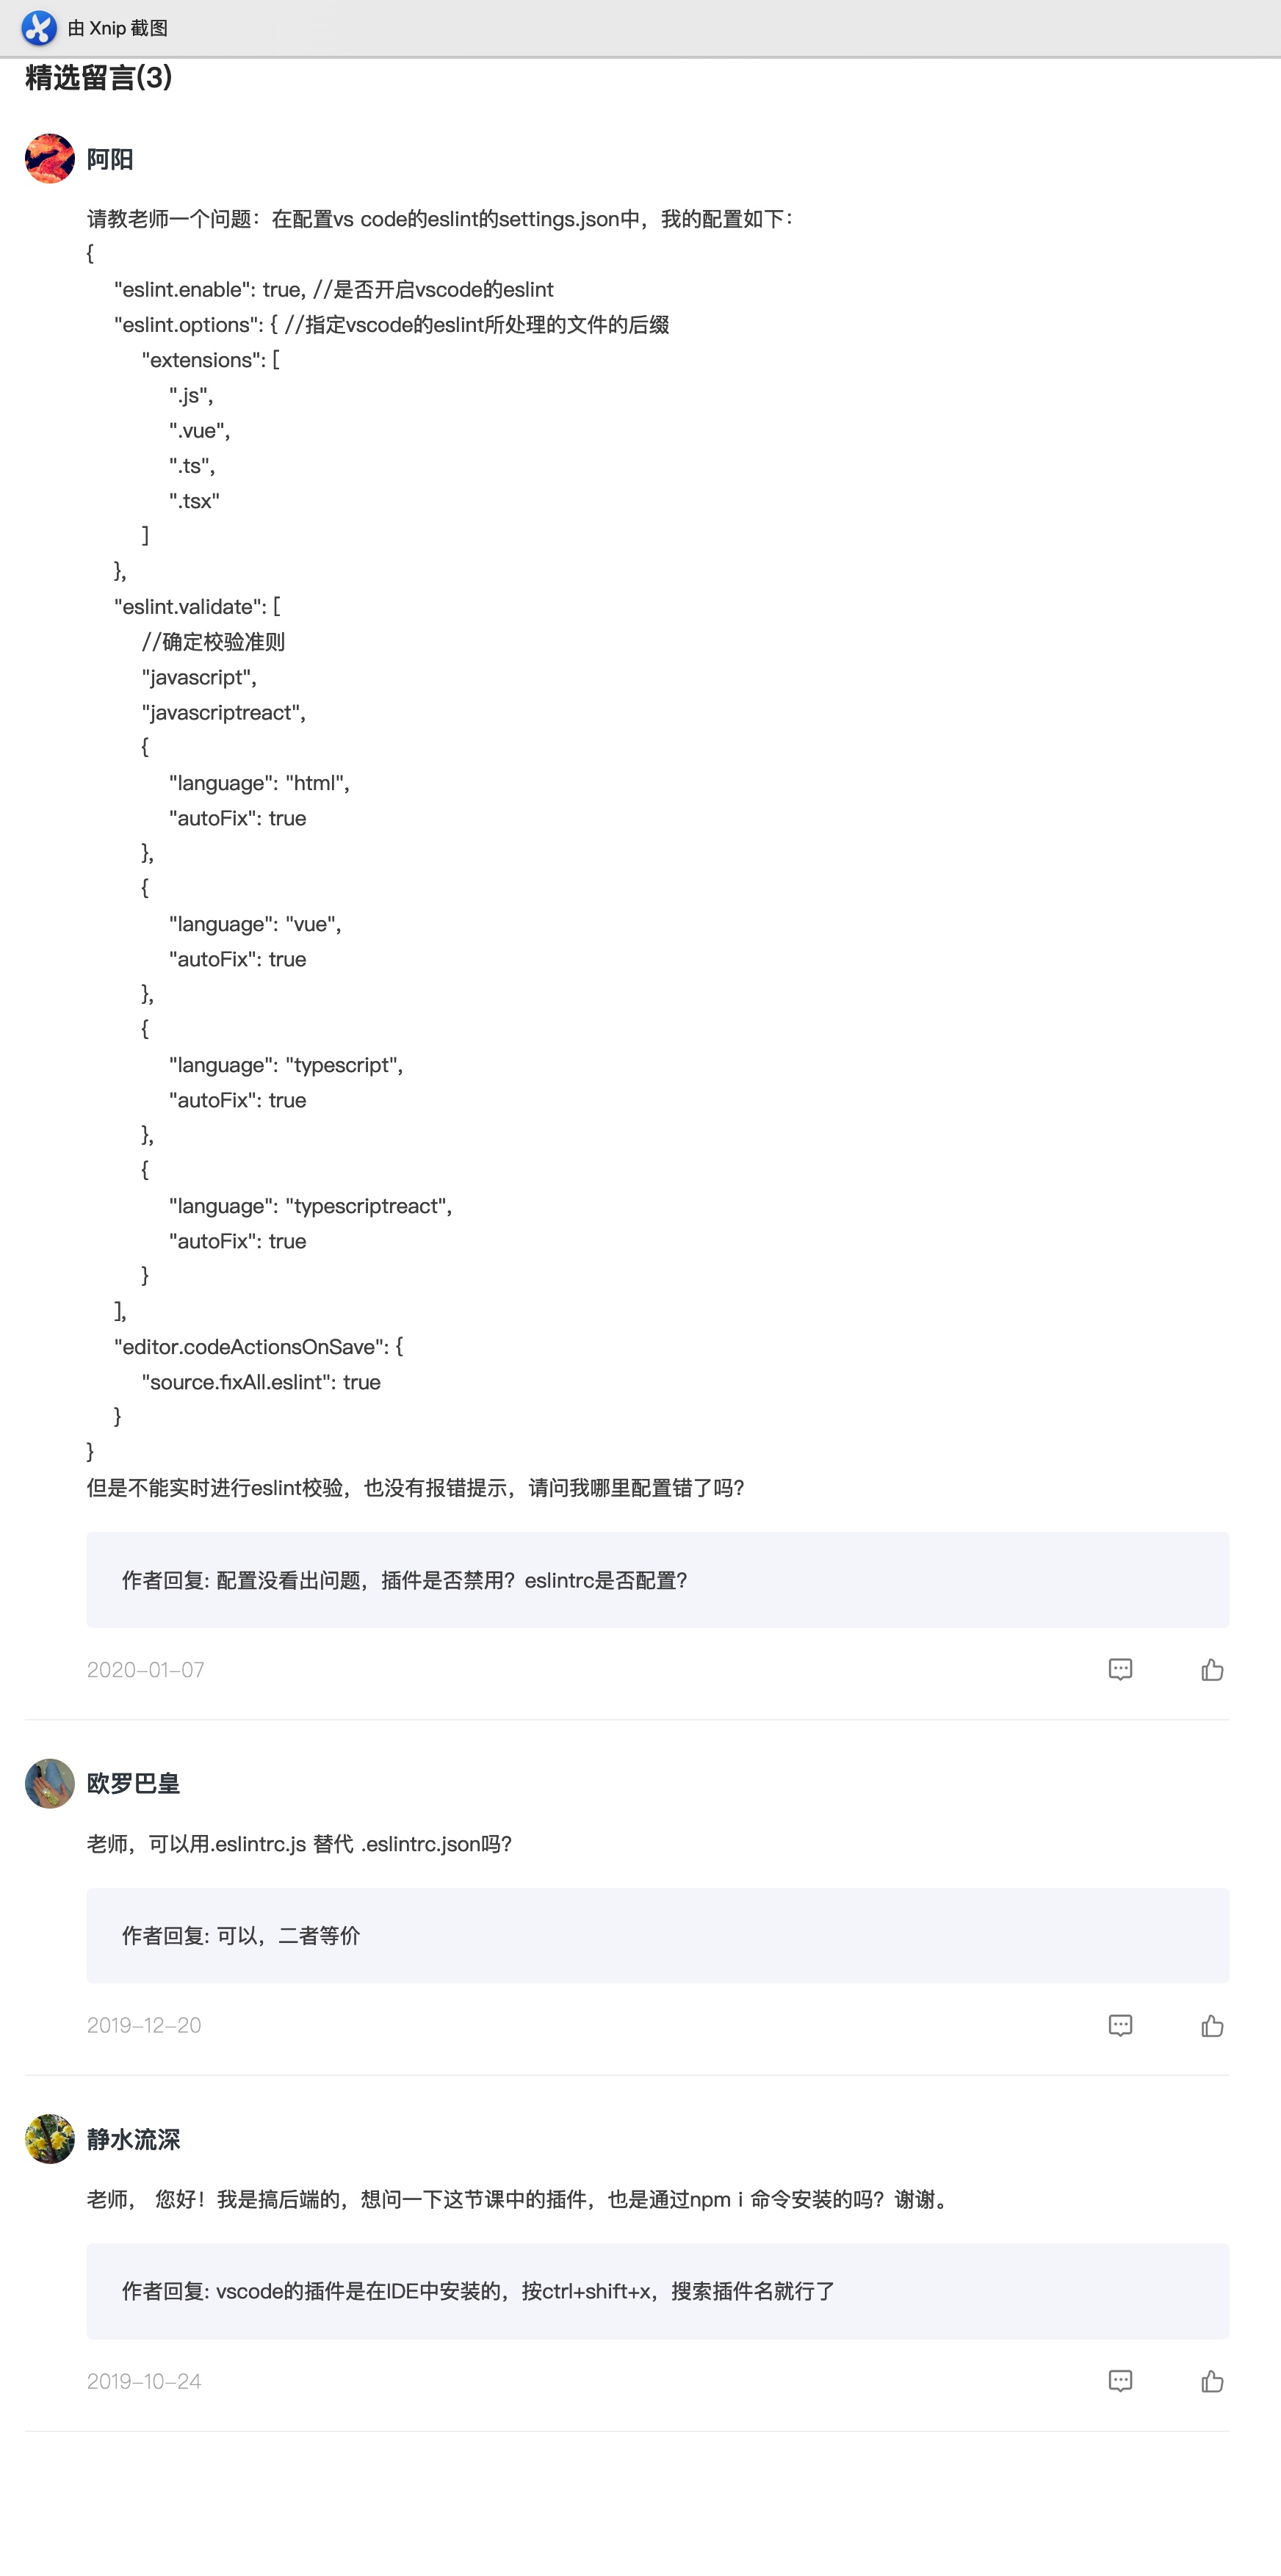 由 Xnip 截图
精选留言(3)
阿阳
请教老师一个问题：在配置vs code的eslint的settings.json中，我的配置如下：
{
"eslint.enable": true, //是否开启vscode的eslint
"eslint.options": { //指定vscode的eslint所处理的文件的后缀
"extensions": [
".js",
".vue",
".ts",
".tsx"
]
},
"eslint.validate": [
//确定校验准则
"javascript",
"javascriptreact",
{
"language": "html",
"autoFix": true
},
{
"language": "vue",
"autoFix": true
},
{
"language": "typescript",
"autoFix": true
},
{
"language": "typescriptreact",
"autoFix": true
}
],
"editor.codeActionsOnSave": {
"source.fixAll.eslint": true
}
}
但是不能实时进行eslint校验，也没有报错提示，请问我哪里配置错了吗？
作者回复: 配置没看出问题，插件是否禁用？eslintrc是否配置？
2020-01-07
欧罗巴皇
老师，可以用.eslintrc.js 替代 .eslintrc.json吗？
作者回复: 可以，二者等价
2019-12-20
静水流深
老师， 您好！我是搞后端的，想问一下这节课中的插件，也是通过npm i 命令安装的吗？谢谢。
作者回复: vscode的插件是在IDE中安装的，按ctrl+shift+x，搜索插件名就行了
2019-10-24